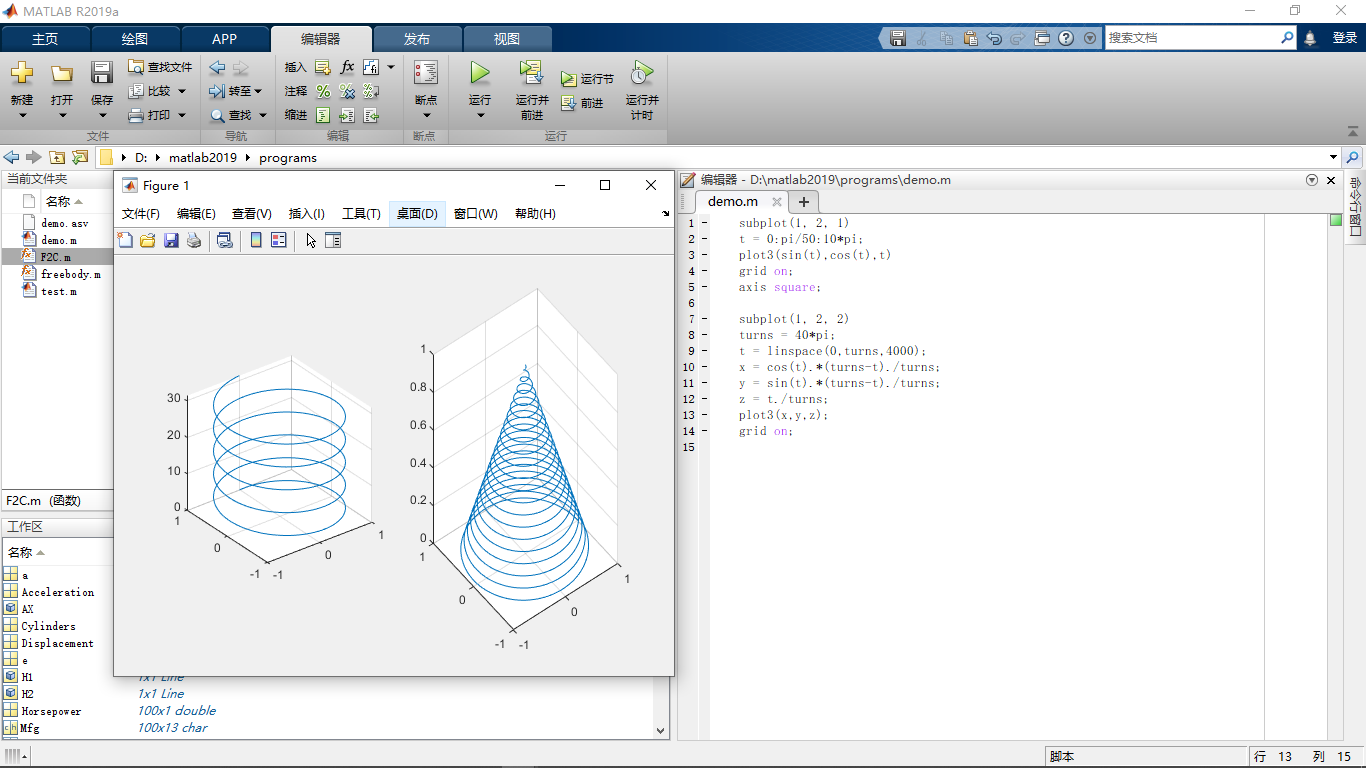 MATLAB R2019a
主页 绘图 APP 编辑器 发布 视图 搜索文档 登录
新建 打开 保存 查找文件 比较 打印 转至 查找 插入 fx 注释 缩进 断点 运行 运行并前进 运行节 前进 运行并计时
文件 导航 编辑 断点 运行
D: matlab2019 programs
当前文件夹
名称
demo.asv
demo.m
F2C.m
freebody.m
test.m
F2C.m (函数)
工作区
名称
a
Acceleration
AX
Cylinders
Displacement
e
H1 1x1 Line
H2 1x1 Line
Horsepower 100x1 double
Mfg 100x13 char
Figure 1
文件(F) 编辑(E) 查看(V) 插入(I) 工具(T) 桌面(D) 窗口(W) 帮助(H)
30
20
10
0
1
0
-1
-1
0
1
1
0.8
0.6
0.4
0.2
0
1
0
-1
-1
0
1
编辑器 - D:\matlab2019\programs\demo.m
demo.m
1 subplot(1, 2, 1)
2 t = 0:pi/50:10*pi;
3 plot3(sin(t),cos(t),t)
4 grid on;
5 axis square;
6
7 subplot(1, 2, 2)
8 turns = 40*pi;
9 t = linspace(0,turns,4000);
10 x = cos(t).*(turns-t)./turns;
11 y = sin(t).*(turns-t)./turns;
12 z = t./turns;
13 plot3(x,y,z);
14 grid on;
15
命令行窗口
脚本 行 13 列 15